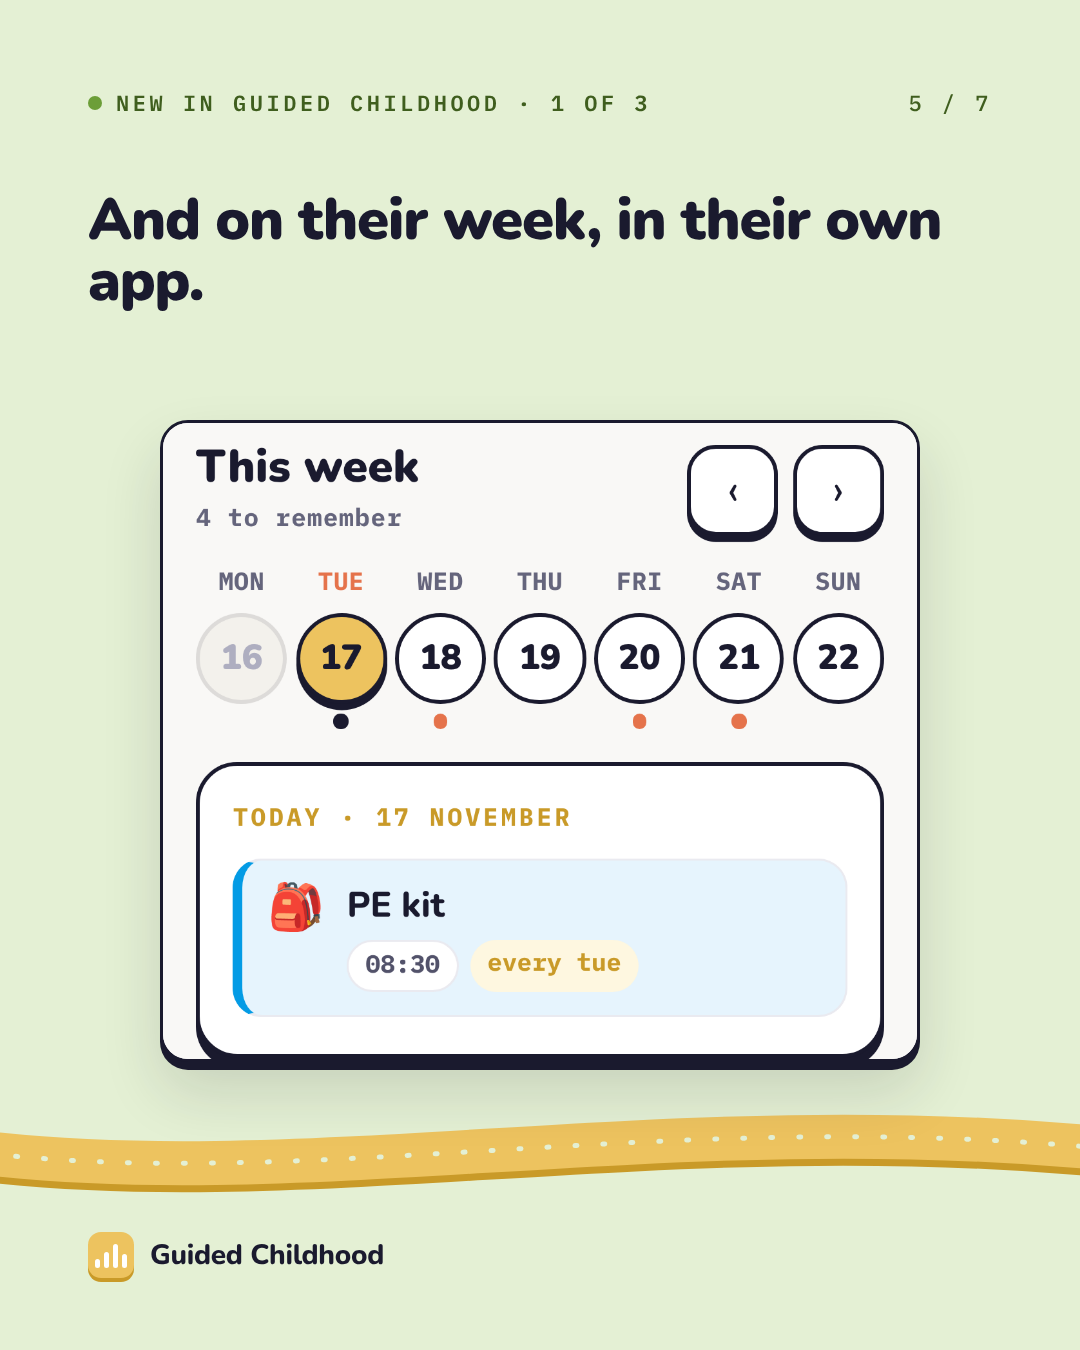 NEW IN GUIDED CHILDHOOD · 1 OF 3
5 / 7
And on their week, in their own
app.
This week
4 to remember
‹ ›
MON TUE WED THU FRI SAT SUN
16 17 18 19 20 21 22
TODAY · 17 NOVEMBER
PE kit
08:30 every tue
Guided Childhood